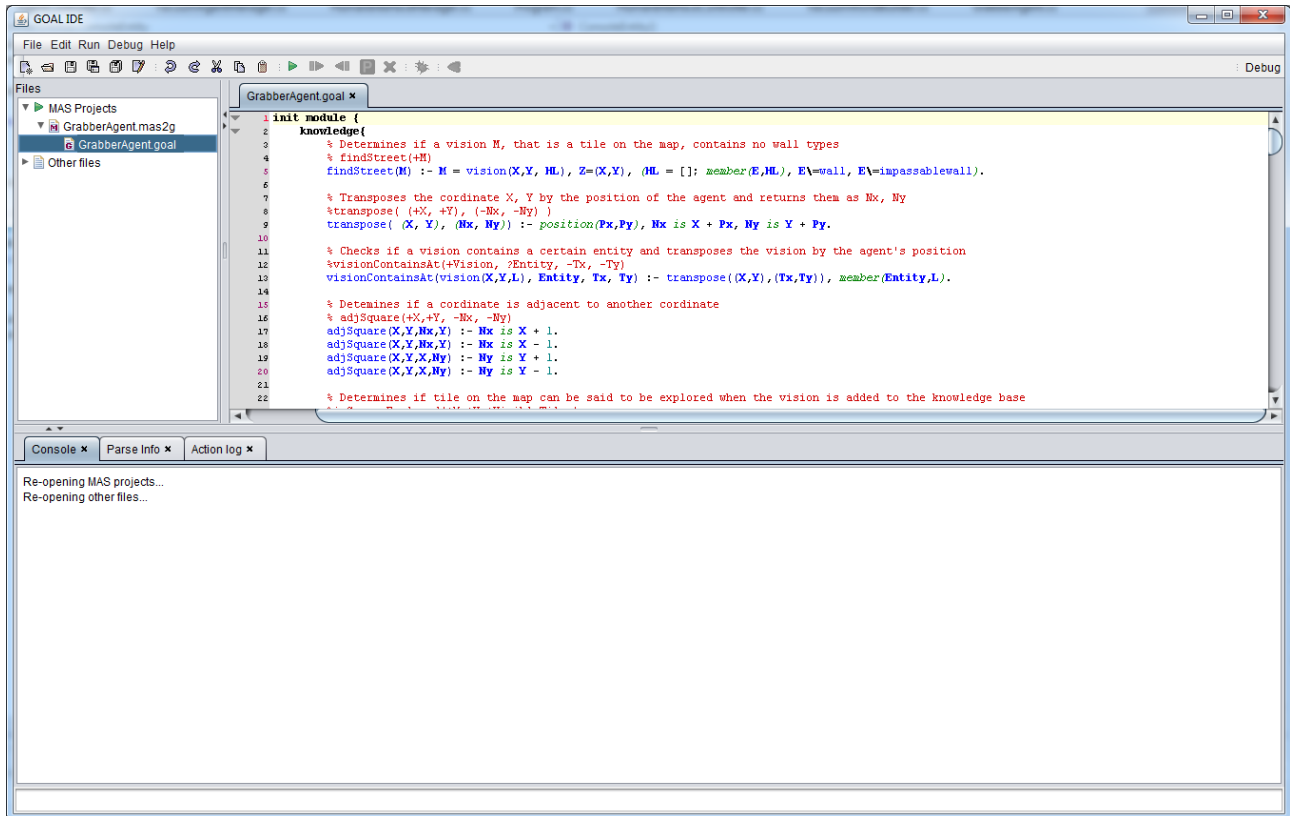 GOAL IDE
File Edit Run Debug Help
Debug
Files
MAS Projects
GrabberAgent.mas2g
GrabberAgent.goal
Other files
GrabberAgent.goal
1 init module {
2 knowledge{
3 % Determines if a vision M, that is a tile on the map, contains no wall types
4 % findStreet(+M)
5 findStreet(M) :- M = vision(X,Y, HL), Z=(X,Y), (HL = []; member(E,HL), E\=wall, E\=impassablewall).
6
7 % Transposes the cordinate X, Y by the position of the agent and returns them as Nx, Ny
8 %transpose( (+X, +Y), (-Nx, -Ny) )
9 transpose( (X, Y), (Nx, Ny)) :- position(Px,Py), Nx is X + Px, Ny is Y + Py.
10
11 % Checks if a vision contains a certain entity and transposes the vision by the agent's position
12 %visionContainsAt(+Vision, ?Entity, -Tx, -Ty)
13 visionContainsAt(vision(X,Y,L), Entity, Tx, Ty) :- transpose((X,Y),(Tx,Ty)), member(Entity,L).
14
15 % Detemines if a cordinate is adjacent to another cordinate
16 % adjSquare(+X,+Y, -Nx, -Ny)
17 adjSquare(X,Y,Nx,Y) :- Nx is X + 1.
18 adjSquare(X,Y,Nx,Y) :- Nx is X - 1.
19 adjSquare(X,Y,X,Ny) :- Ny is Y + 1.
20 adjSquare(X,Y,X,Ny) :- Ny is Y - 1.
21
22 % Determines if tile on the map can be said to be explored when the vision is added to the knowledge base
Console Parse Info Action log
Re-opening MAS projects...
Re-opening other files...